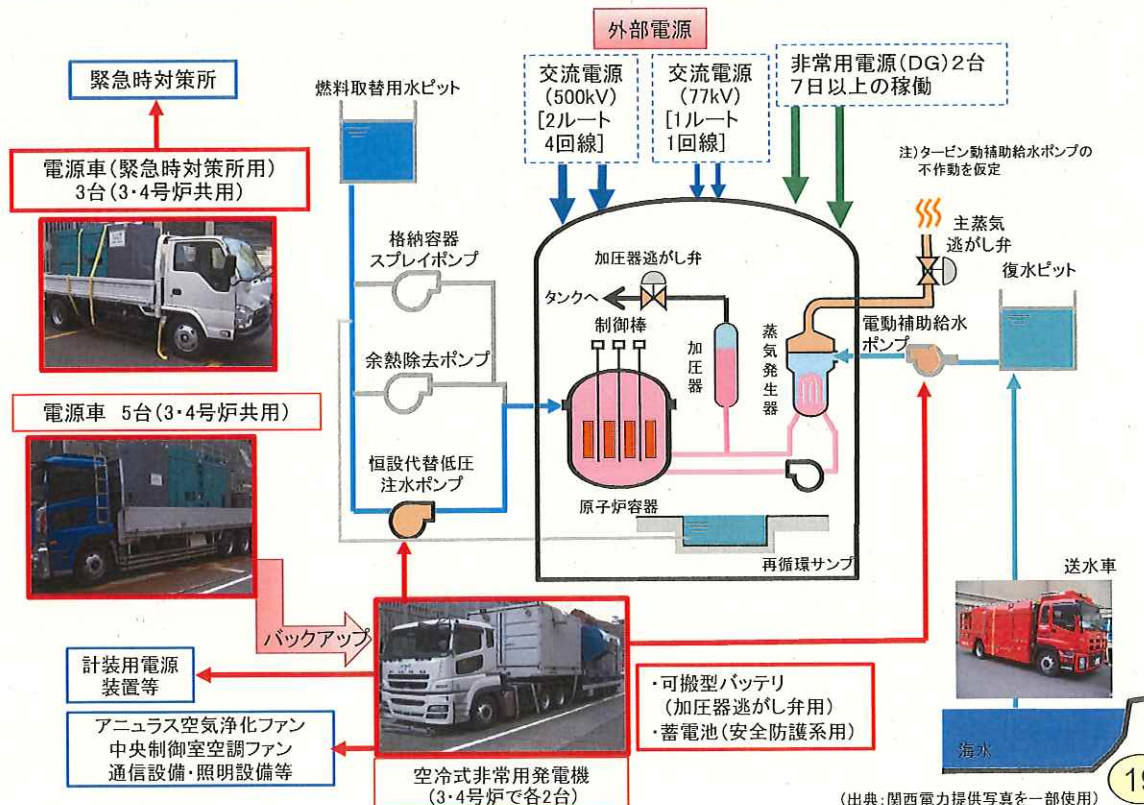 外部電源
緊急時対策所
燃料取替用水ピット
交流電源
(500kV)
[2ルート
4回線]
交流電源
(77kV)
[1ルート
1回線]
非常用電源(DG)2台
7日以上の稼働
電源車(緊急時対策所用)
3台(3・4号炉共用)
注)タービン動補助給水ポンプの
不作動を仮定
格納容器
スプレイポンプ
加圧器逃がし弁
主蒸気
逃がし弁
復水ピット
タンクへ
制御棒
加圧器
蒸気発生器
電動補助給水
ポンプ
余熱除去ポンプ
電源車 5台(3・4号炉共用)
恒設代替低圧
注水ポンプ
原子炉容器
再循環サンプ
送水車
バックアップ
計装用電源
装置等
・可搬型バッテリ
(加圧器逃がし弁用)
・蓄電池(安全防護系用)
アニュラス空気浄化ファン
中央制御室空調ファン
通信設備・照明設備等
海水
空冷式非常用発電機
(3・4号炉で各2台)
(出典:関西電力提供写真を一部使用)
19